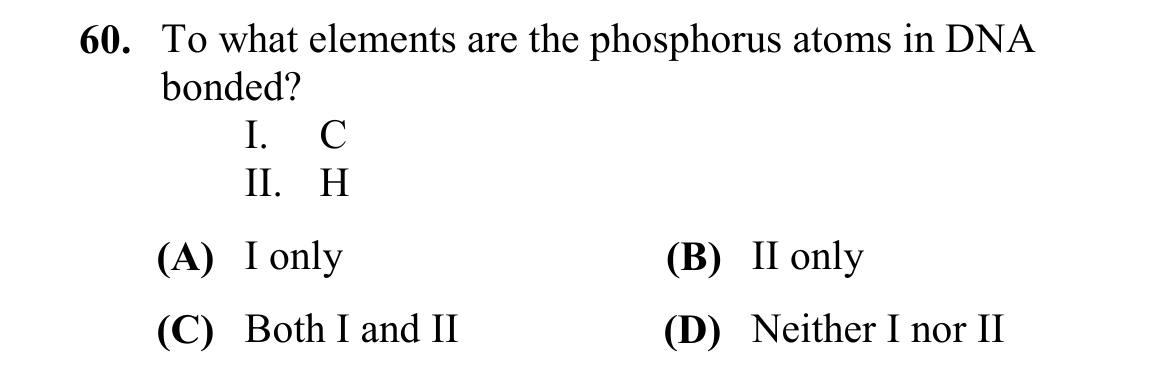 60. To what elements are the phosphorus atoms in DNA
bonded?
I. C
II. H
(A) I only (B) II only
(C) Both I and II (D) Neither I nor II